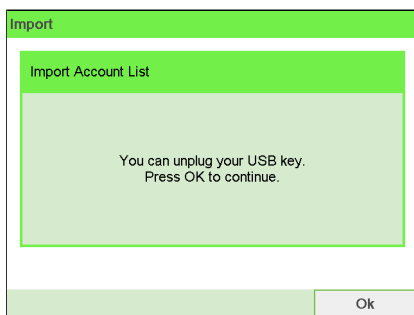 Import
Import Account List
You can unplug your USB key.
Press OK to continue.
Ok